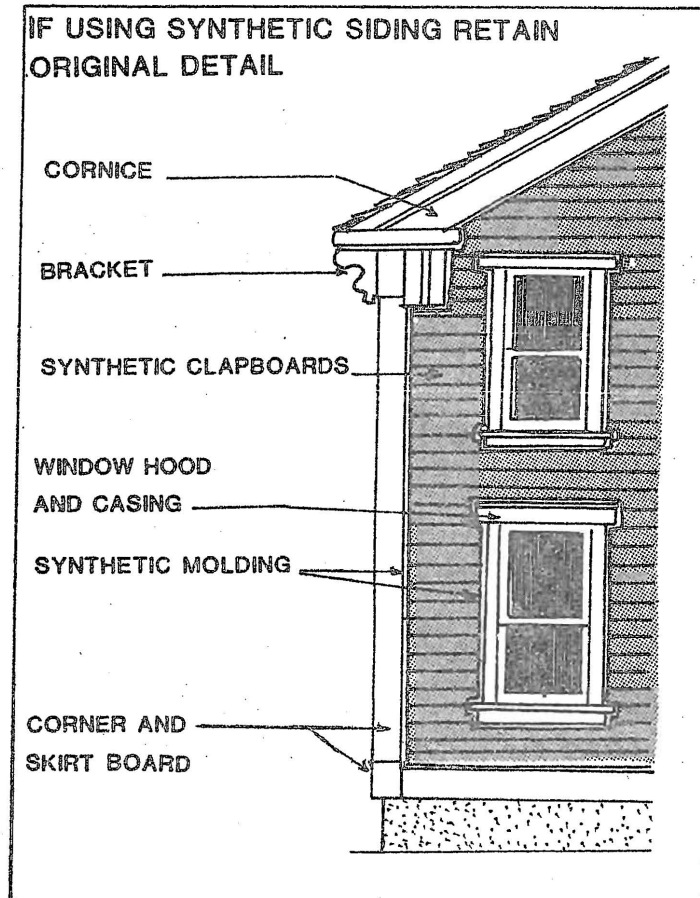 IF USING SYNTHETIC SIDING RETAIN
ORIGINAL DETAIL
CORNICE
BRACKET
SYNTHETIC CLAPBOARDS
WINDOW HOOD
AND CASING
SYNTHETIC MOLDING
CORNER AND
SKIRT BOARD